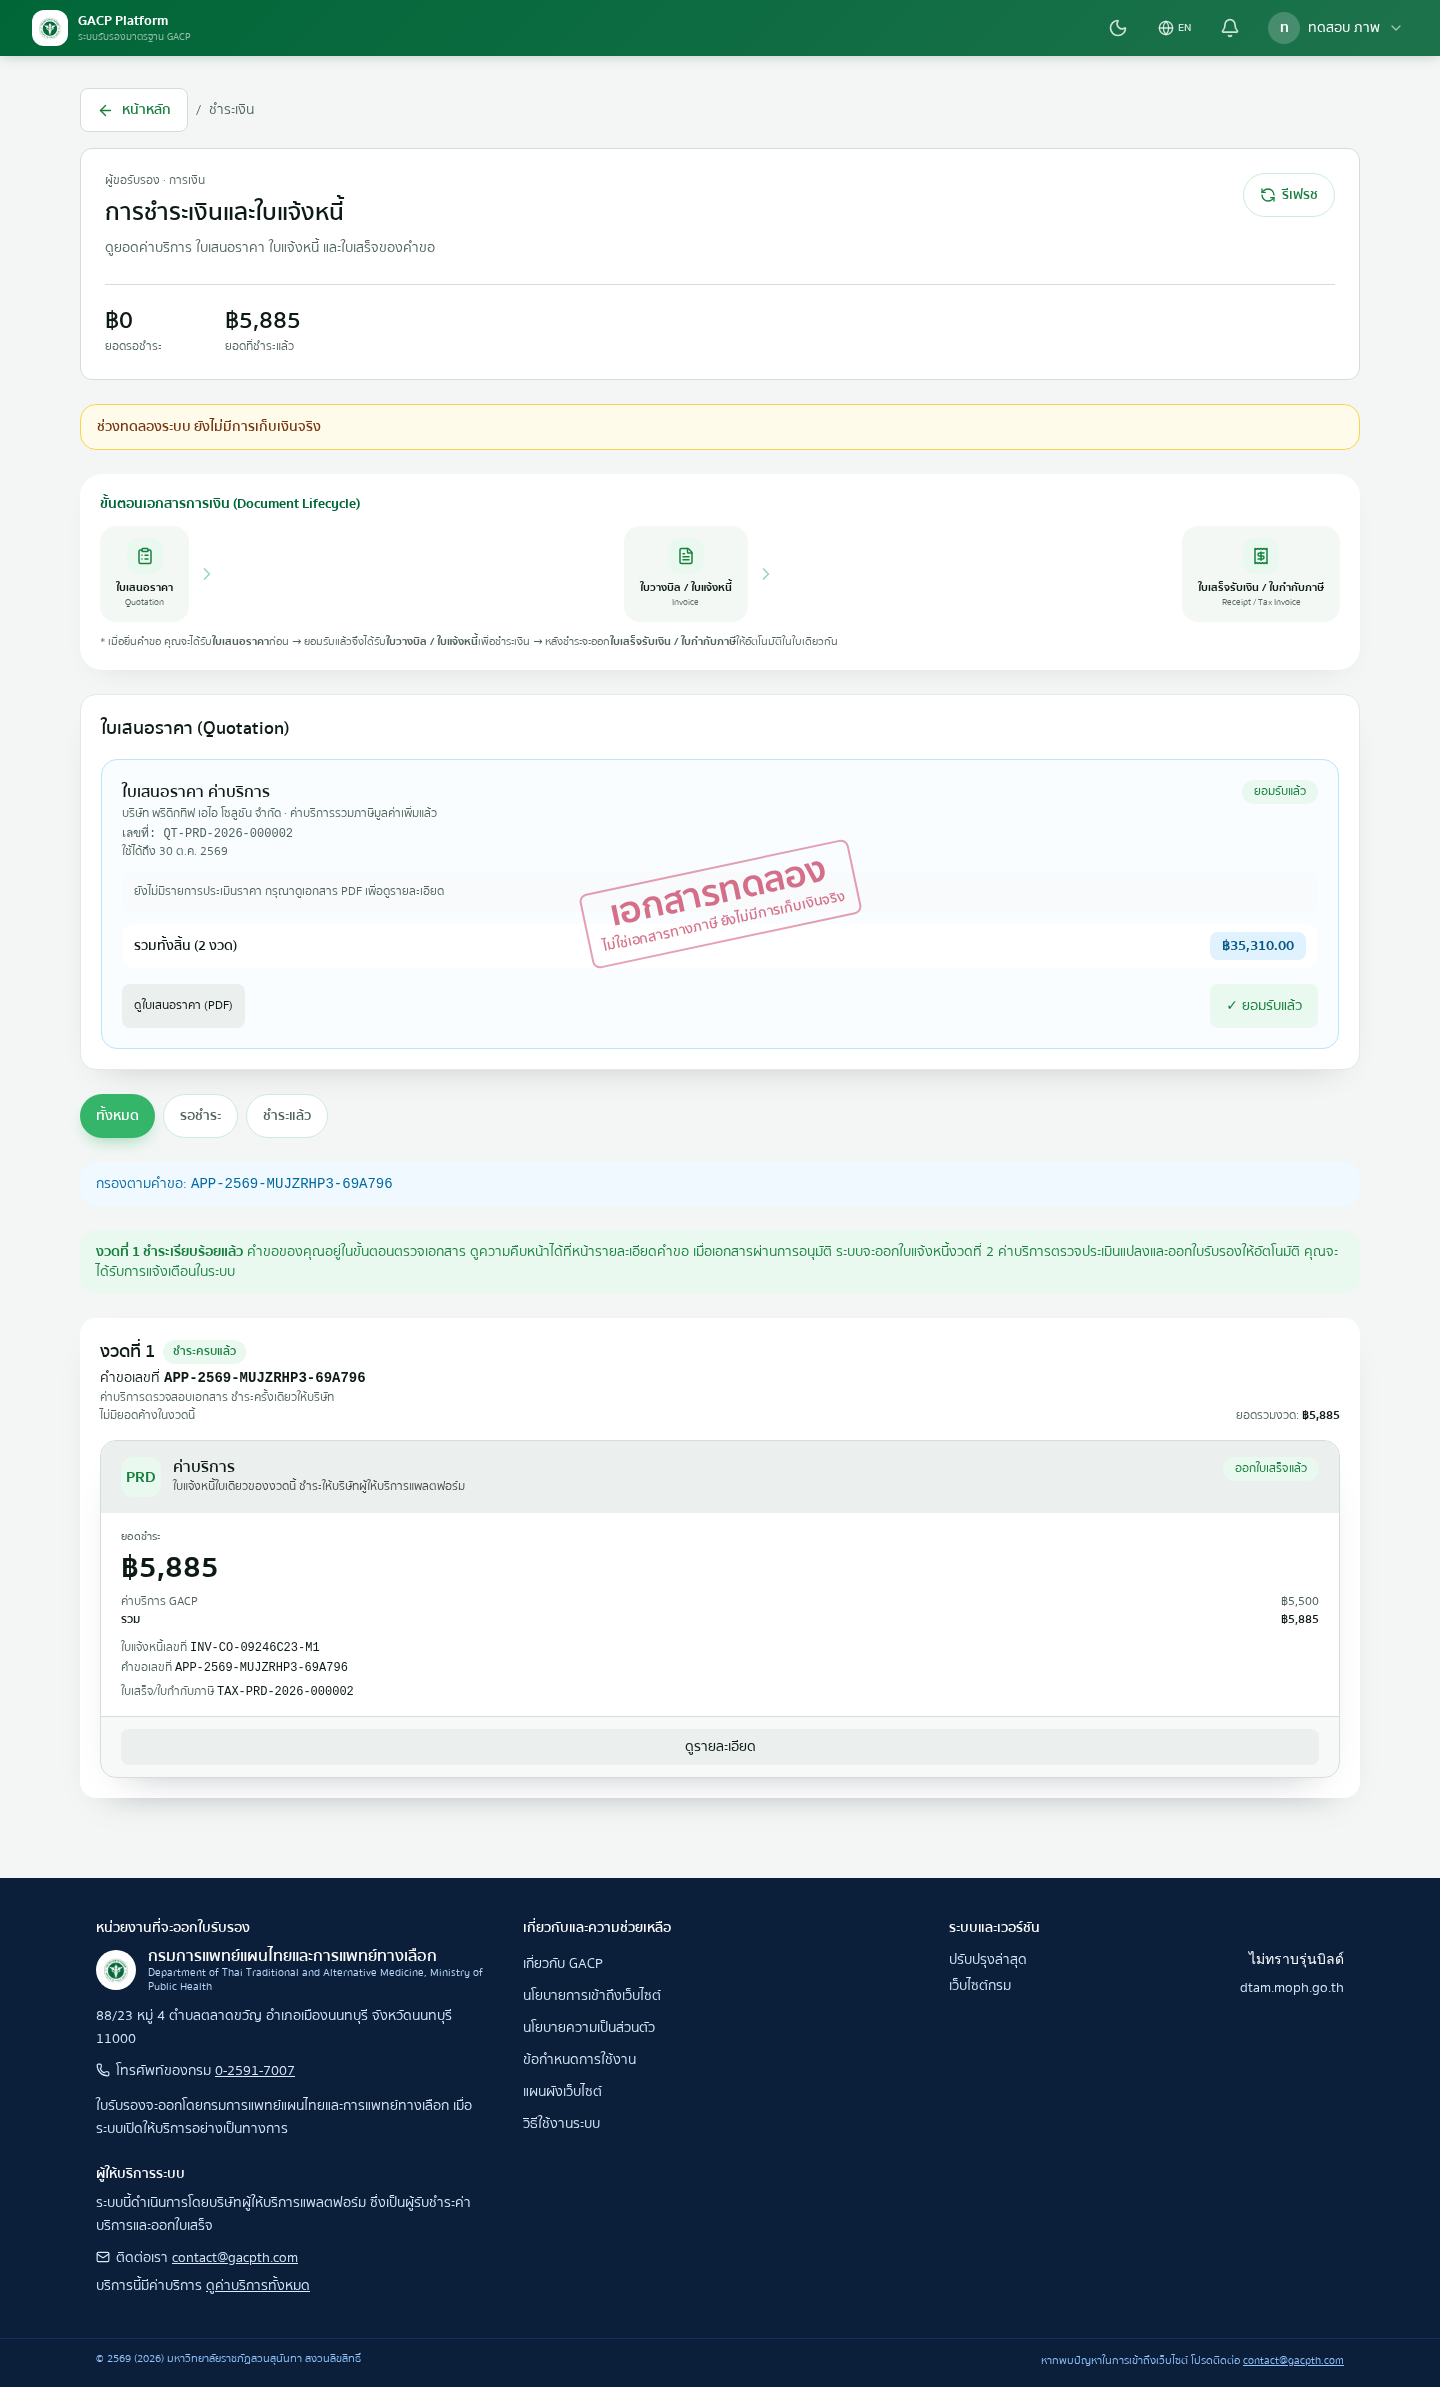 GACP Platform
ระบบรับรองมาตรฐาน GACP
EN
ท
ทดสอบ ภาพ
หน้าหลัก
/ ชำระเงิน
ผู้ขอรับรอง · การเงิน
การชำระเงินและใบแจ้งหนี้
ดูยอดค่าบริการ ใบเสนอราคา ใบแจ้งหนี้ และใบเสร็จของคำขอ
รีเฟรช
฿0
ยอดรอชำระ
฿5,885
ยอดที่ชำระแล้ว
ช่วงทดลองระบบ ยังไม่มีการเก็บเงินจริง
ขั้นตอนเอกสารการเงิน (Document Lifecycle)
ใบเสนอราคา
Quotation
ใบวางบิล / ใบแจ้งหนี้
Invoice
ใบเสร็จรับเงิน / ใบกำกับภาษี
Receipt / Tax Invoice
* เมื่อยื่นคำขอ คุณจะได้รับใบเสนอราคาก่อน → ยอมรับแล้วจึงได้รับใบวางบิล / ใบแจ้งหนี้เพื่อชำระเงิน → หลังชำระจะออกใบเสร็จรับเงิน / ใบกำกับภาษีให้อัตโนมัติในใบเดียวกัน
ใบเสนอราคา (Quotation)
ใบเสนอราคา ค่าบริการ
บริษัท พรีดิกทิฟ เอไอ โซลูชัน จำกัด · ค่าบริการรวมภาษีมูลค่าเพิ่มแล้ว
เลขที่: QT-PRD-2026-000002
ใช้ได้ถึง 30 ต.ค. 2569
ยอมรับแล้ว
ยังไม่มีรายการประเมินราคา กรุณาดูเอกสาร PDF เพื่อดูรายละเอียด
เอกสารทดลอง
ไม่ใช่เอกสารทางภาษี ยังไม่มีการเก็บเงินจริง
รวมทั้งสิ้น (2 งวด)
฿35,310.00
ดูใบเสนอราคา (PDF)
✓ ยอมรับแล้ว
ทั้งหมด
รอชำระ
ชำระแล้ว
กรองตามคำขอ: APP-2569-MUJZRHP3-69A796
งวดที่ 1 ชำระเรียบร้อยแล้ว คำขอของคุณอยู่ในขั้นตอนตรวจเอกสาร ดูความคืบหน้าได้ที่หน้ารายละเอียดคำขอ เมื่อเอกสารผ่านการอนุมัติ ระบบจะออกใบแจ้งหนี้งวดที่ 2 ค่าบริการตรวจประเมินแปลงและออกใบรับรองให้อัตโนมัติ คุณจะ
ได้รับการแจ้งเตือนในระบบ
งวดที่ 1
ชำระครบแล้ว
คำขอเลขที่ APP-2569-MUJZRHP3-69A796
ค่าบริการตรวจสอบเอกสาร ชำระครั้งเดียวให้บริษัท
ไม่มียอดค้างในงวดนี้
ยอดรวมงวด: ฿5,885
PRD
ค่าบริการ
ใบแจ้งหนี้ใบเดียวของงวดนี้ ชำระให้บริษัทผู้ให้บริการแพลตฟอร์ม
ออกใบเสร็จแล้ว
ยอดชำระ
฿5,885
ค่าบริการ GACP
฿5,500
รวม
฿5,885
ใบแจ้งหนี้เลขที่ INV-CO-09246C23-M1
คำขอเลขที่ APP-2569-MUJZRHP3-69A796
ใบเสร็จ/ใบกำกับภาษี TAX-PRD-2026-000002
ดูรายละเอียด
หน่วยงานที่จะออกใบรับรอง
กรมการแพทย์แผนไทยและการแพทย์ทางเลือก
Department of Thai Traditional and Alternative Medicine, Ministry of
Public Health
88/23 หมู่ 4 ตำบลตลาดขวัญ อำเภอเมืองนนทบุรี จังหวัดนนทบุรี
11000
โทรศัพท์ของกรม 0-2591-7007
ใบรับรองจะออกโดยกรมการแพทย์แผนไทยและการแพทย์ทางเลือก เมื่อ
ระบบเปิดให้บริการอย่างเป็นทางการ
ผู้ให้บริการระบบ
ระบบนี้ดำเนินการโดยบริษัทผู้ให้บริการแพลตฟอร์ม ซึ่งเป็นผู้รับชำระค่า
บริการและออกใบเสร็จ
ติดต่อเรา contact@gacpth.com
บริการนี้มีค่าบริการ ดูค่าบริการทั้งหมด
เกี่ยวกับและความช่วยเหลือ
เกี่ยวกับ GACP
นโยบายการเข้าถึงเว็บไซต์
นโยบายความเป็นส่วนตัว
ข้อกำหนดการใช้งาน
แผนผังเว็บไซต์
วิธีใช้งานระบบ
ระบบและเวอร์ชัน
ปรับปรุงล่าสุด
ไม่ทราบรุ่นบิลด์
เว็บไซต์กรม
dtam.moph.go.th
© 2569 (2026) มหาวิทยาลัยราชภัฏสวนสุนันทา สงวนลิขสิทธิ์
หากพบปัญหาในการเข้าถึงเว็บไซต์ โปรดติดต่อ contact@gacpth.com